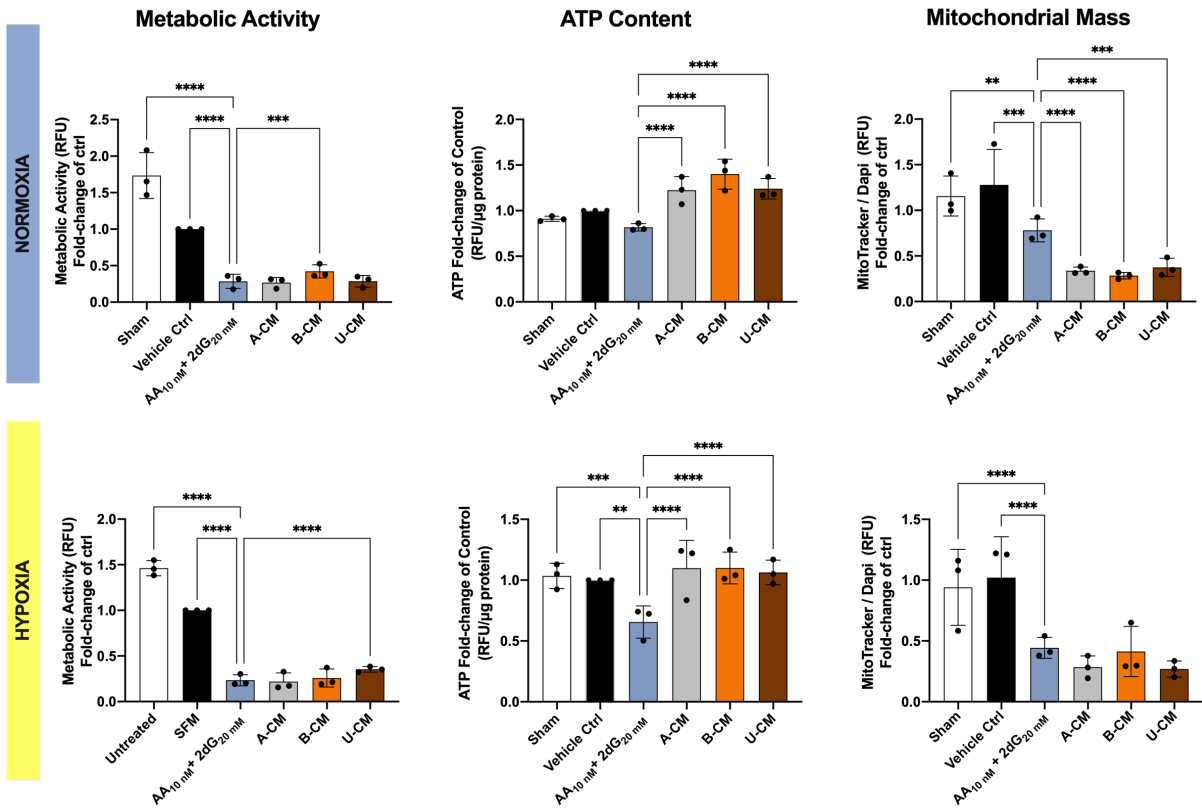 Metabolic Activity
ATP Content
Mitochondrial Mass
NORMOXIA
Metabolic Activity (RFU)
Fold-change of ctrl
2.5
2.0
1.5
1.0
0.5
0.0
****
****
***
Sham
Vehicle Ctrl
AA10 nM+ 2dG20 mM
A-CM
B-CM
U-CM
ATP Fold-change of Control
(RFU/µg protein)
2.0
1.5
1.0
0.5
0.0
****
****
****
Sham
Vehicle Ctrl
AA10 nM+ 2dG20 mM
A-CM
B-CM
U-CM
MitoTracker / Dapi (RFU)
Fold-change of ctrl
2.0
1.5
1.0
0.5
0.0
***
**
****
***
****
Sham
Vehicle Ctrl
AA10 nM+ 2dG20 mM
A-CM
B-CM
U-CM
HYPOXIA
Metabolic Activity (RFU)
Fold-change of ctrl
2.0
1.5
1.0
0.5
0.0
****
****
****
Untreated
SFM
AA10 nM+ 2dG20 mM
A-CM
B-CM
U-CM
ATP Fold-change of Control
(RFU/µg protein)
1.5
1.0
0.5
0.0
****
***
****
**
****
Sham
Vehicle Ctrl
AA10 nM+ 2dG20 mM
A-CM
B-CM
U-CM
MitoTracker / Dapi (RFU)
Fold-change of ctrl
1.5
1.0
0.5
0.0
****
****
Sham
Vehicle Ctrl
AA10 nM+ 2dG20 mM
A-CM
B-CM
U-CM